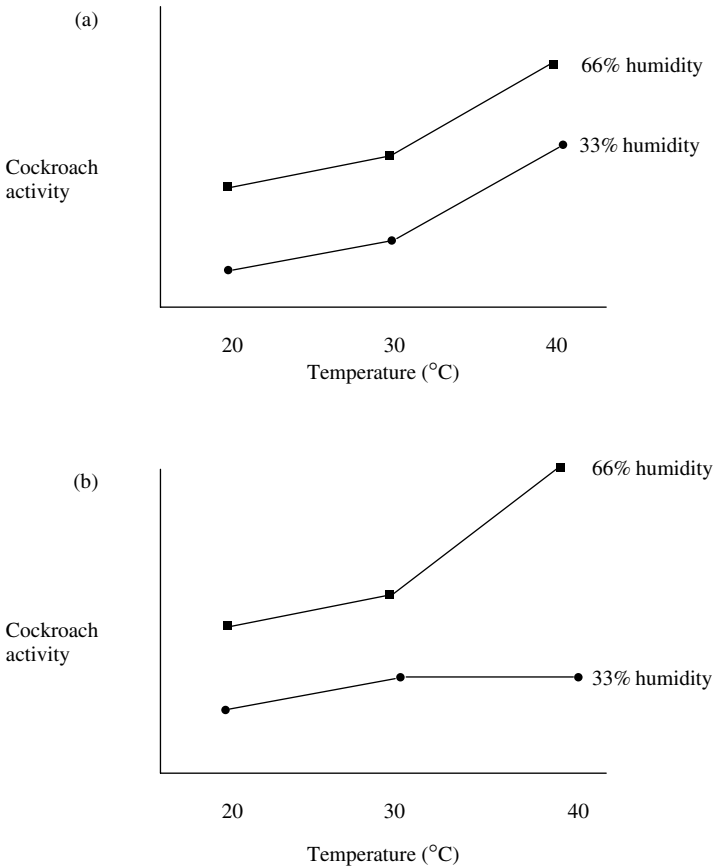 (a)
66% humidity
33% humidity
Cockroach
activity
20 30 40
Temperature (°C)
(b)
66% humidity
Cockroach
activity
33% humidity
20 30 40
Temperature (°C)